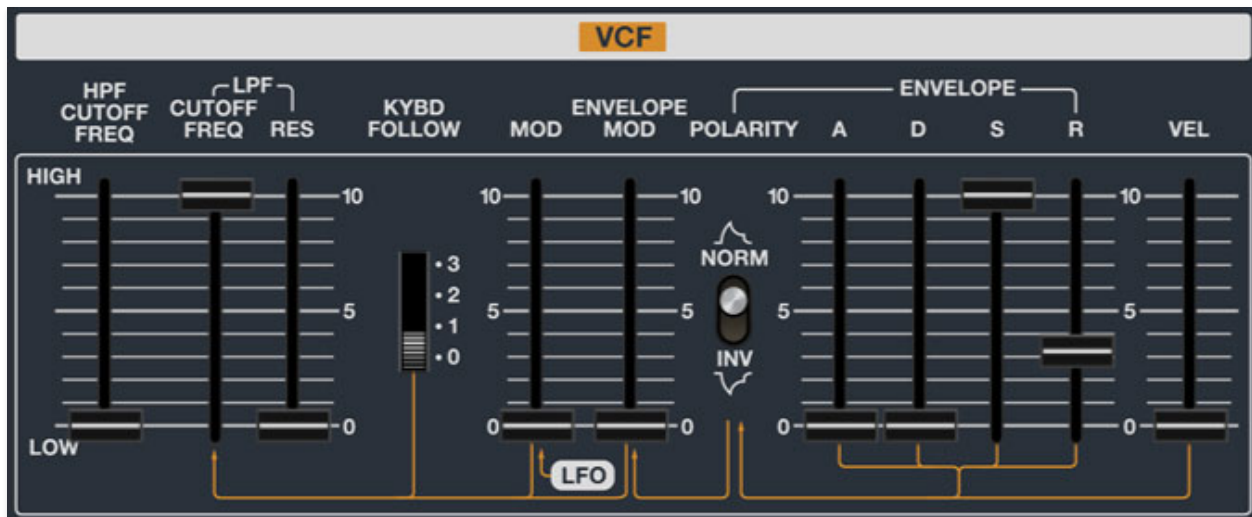 VCF
HPF
CUTOFF
FREQ
LPF
CUTOFF
FREQ
RES
KYBD
FOLLOW
MOD
ENVELOPE
MOD
POLARITY
ENVELOPE
A
D
S
R
VEL
HIGH
10
10
10
10
10
• 3
• 2
• 1
• 0
NORM
5
5
5
5
5
INV
0
0
0
0
0
LOW
LFO